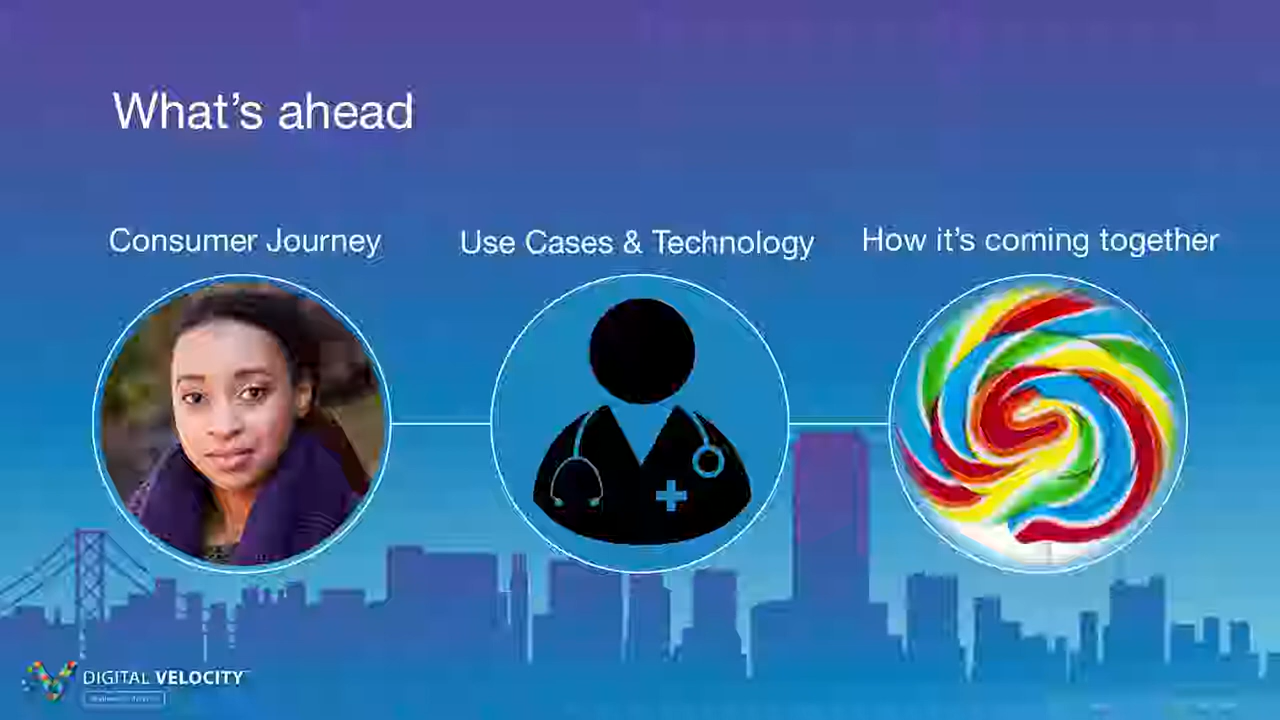 What's ahead
Consumer Journey
Use Cases & Technology
How it's coming together
DIGITAL VELOCITY